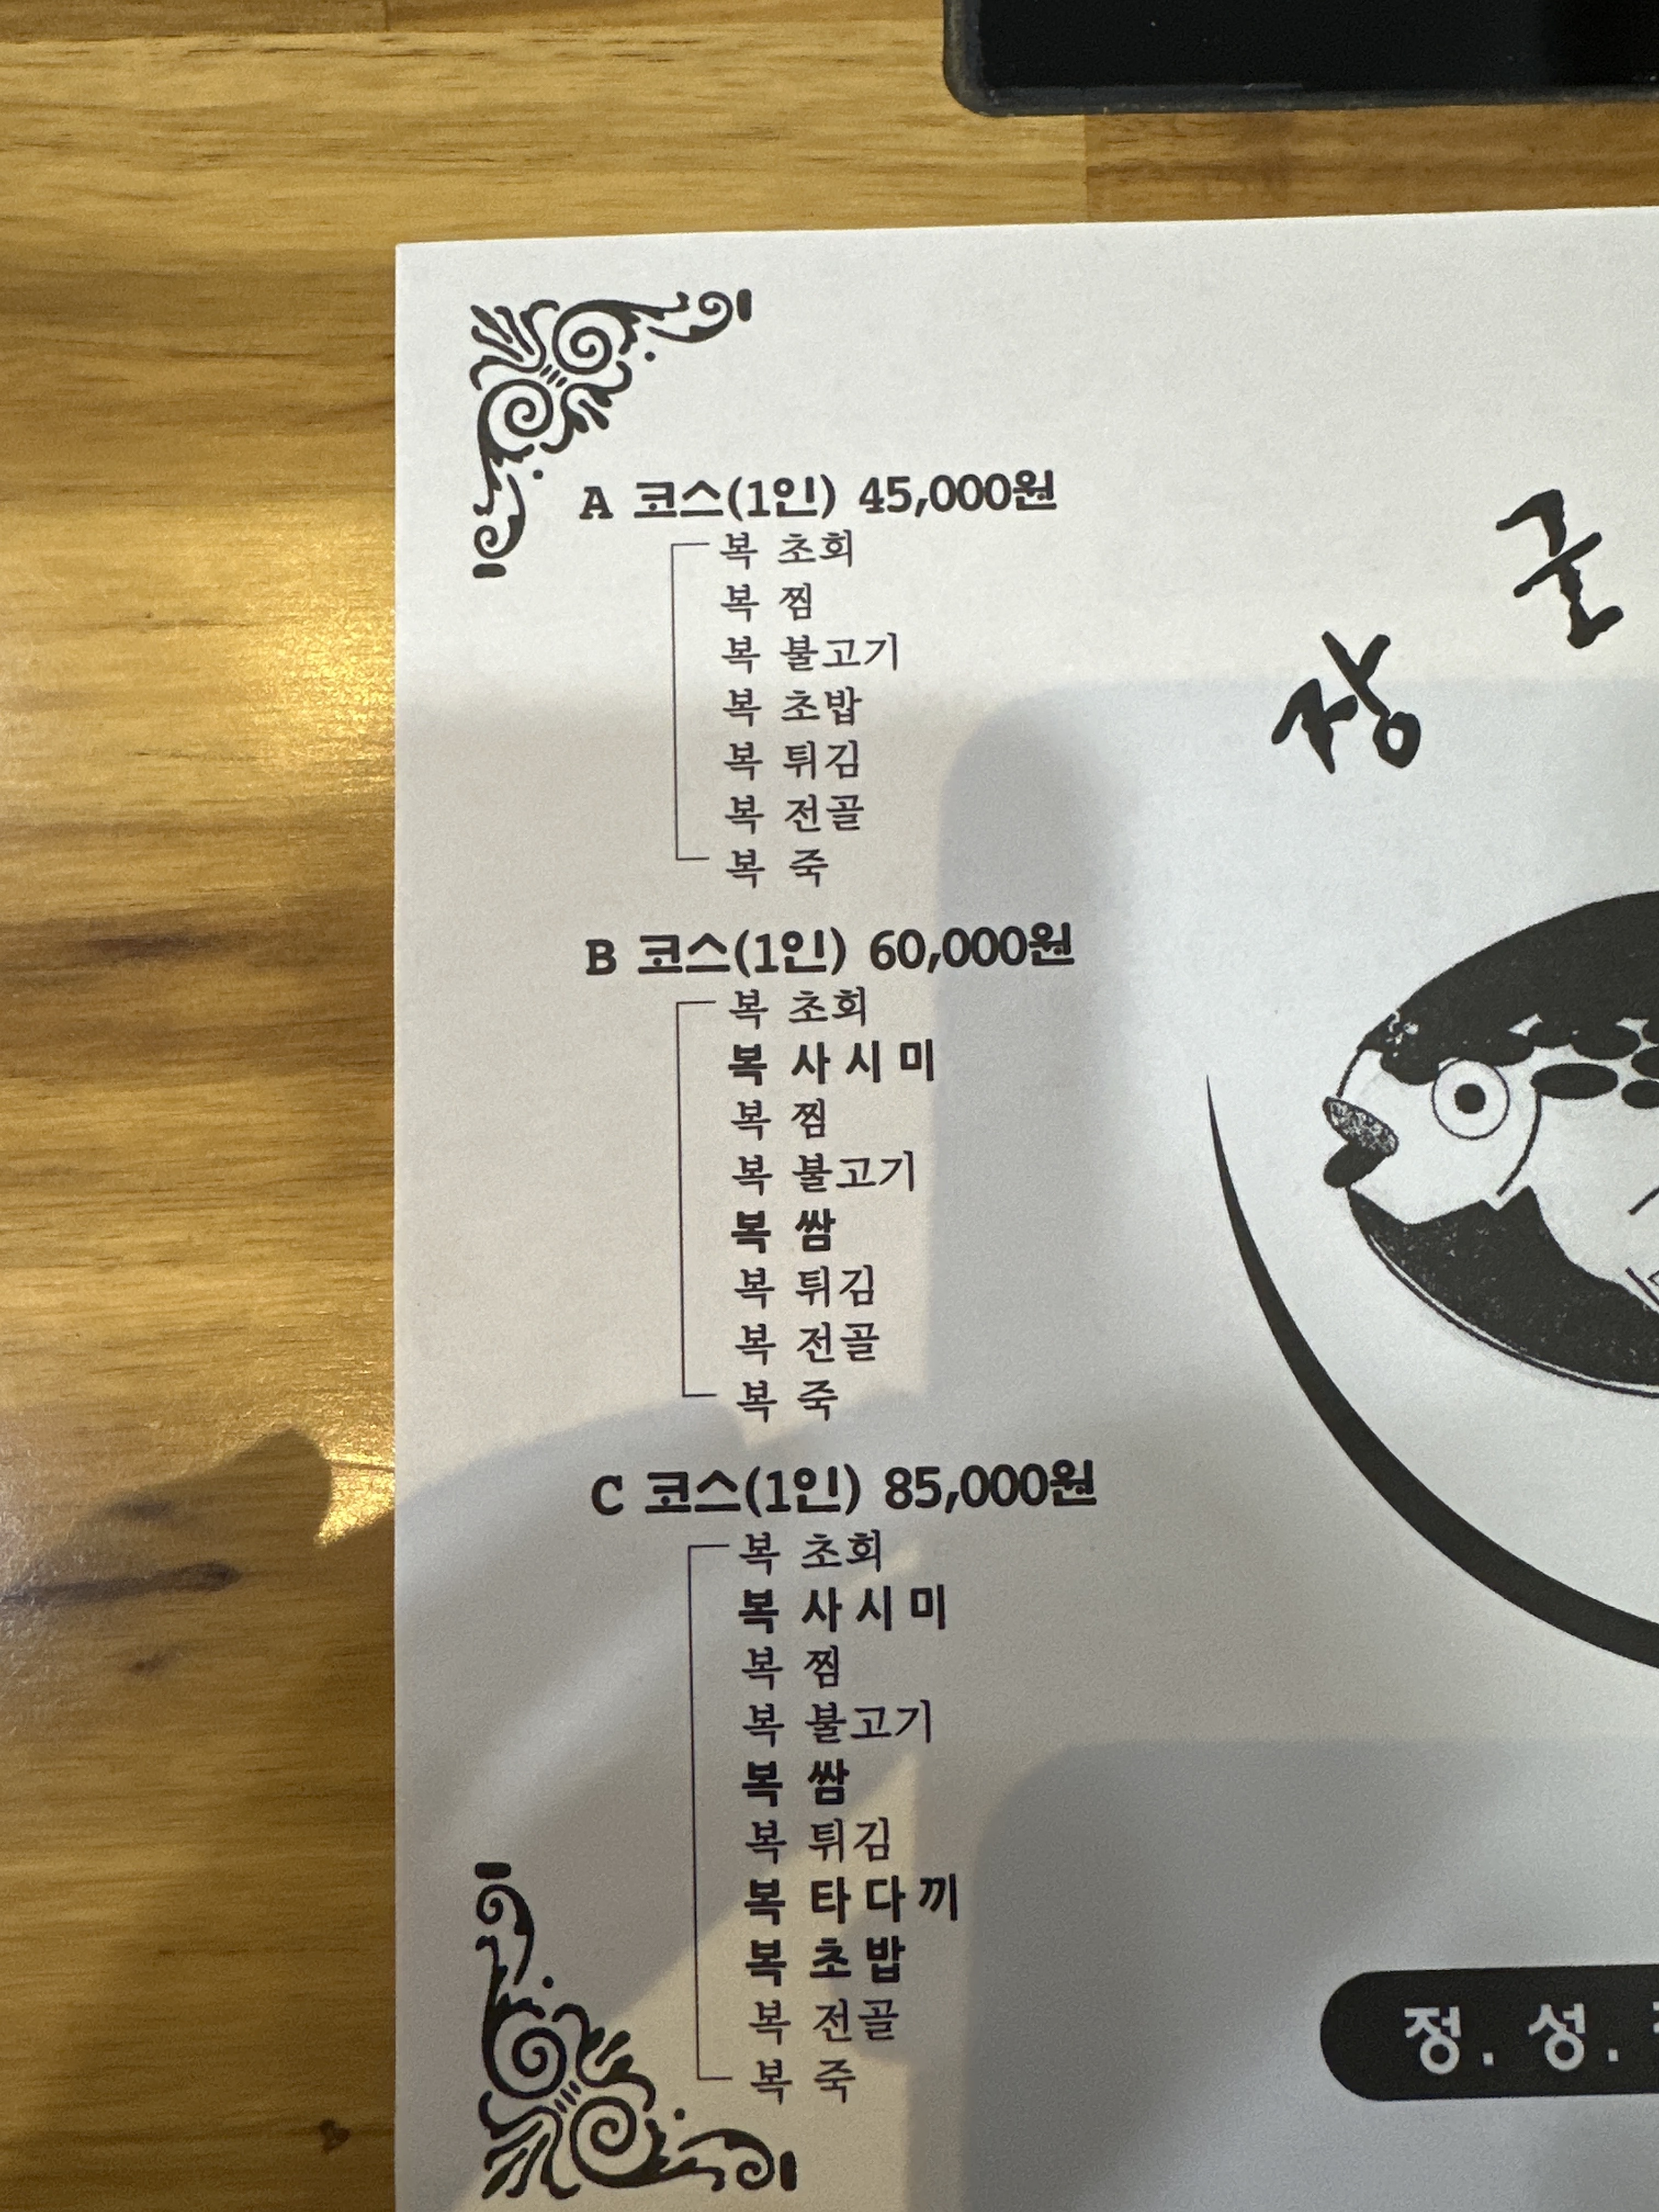 A 코스(1인) 45,000원
복 초회
복 찜
복 불고기
복 초밥
복 튀김
복 전골
복 죽
B 코스(1인) 60,000원
복 초회
복 사시미
복 찜
복 불고기
복 쌈
복 튀김
복 전골
복 죽
C 코스(1인) 85,000원
복 초회
복 사시미
복 찜
복 불고기
복 쌈
복 튀김
복 타다끼
복 초밥
복 전골
복 죽
장 글
정. 성.